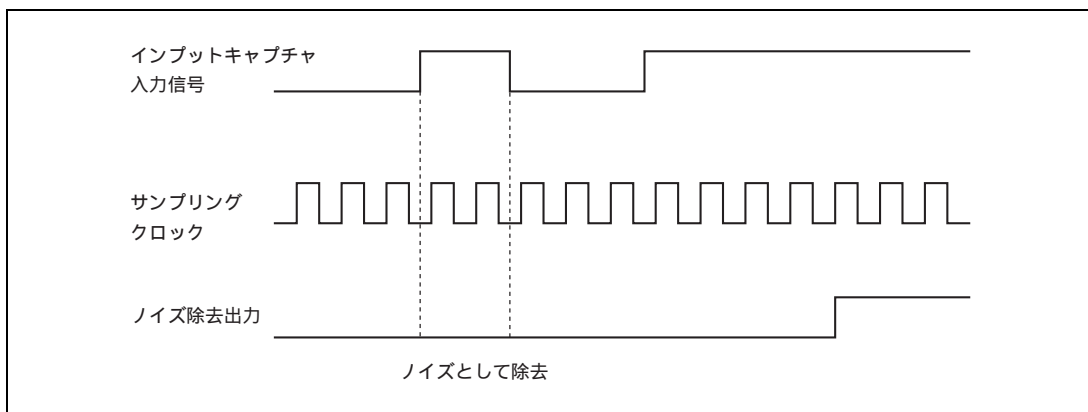 インプットキャプチャ
入力信号
サンプリング
クロック
ノイズ除去出力
ノイズとして除去